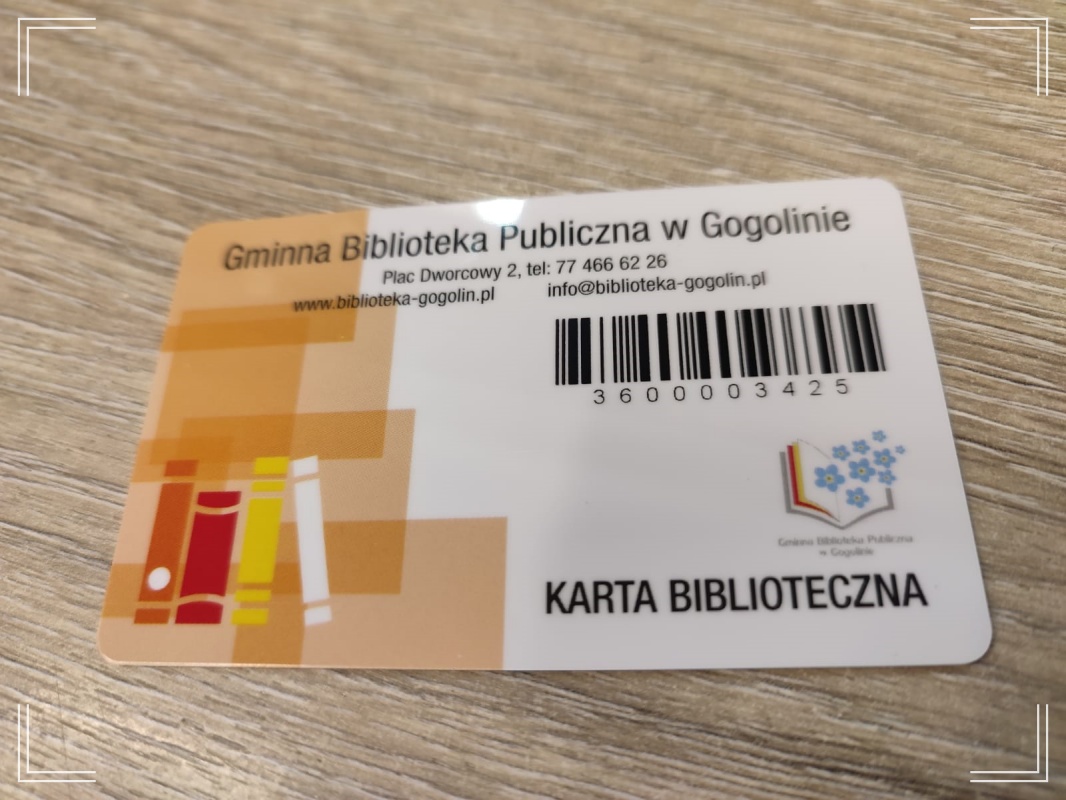 Gminna Biblioteka Publiczna w Gogolinie
Plac Dworcowy 2, tel: 77 466 62 26
www.biblioteka-gogolin.pl info@biblioteka-gogolin.pl
3600003425
Gminna Biblioteka Publiczna
w Gogolinie
KARTA BIBLIOTECZNA